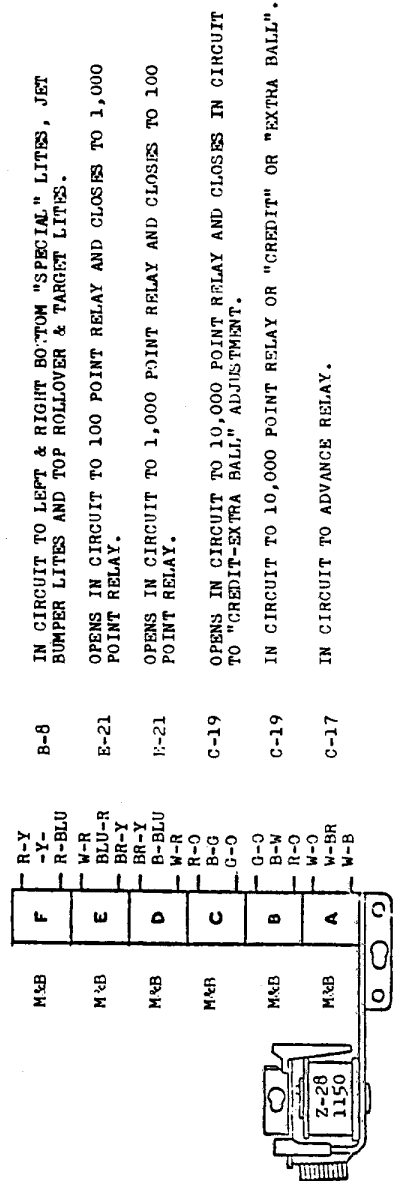 M&B F R-Y B-8 IN CIRCUIT TO LEFT & RIGHT BOTTOM "SPECIAL" LITES, JET
-Y- BUMPER LITES AND TOP ROLLOVER & TARGET LITES.
R-BLU
M&B E W-R E-21 OPENS IN CIRCUIT TO 100 POINT RELAY AND CLOSES TO 1,000
BLU-R POINT RELAY.
BR-Y
M&B D BR-Y E-21 OPENS IN CIRCUIT TO 1,000 POINT RELAY AND CLOSES TO 100
B-BLU POINT RELAY.
W-R
M&B C R-O C-19 OPENS IN CIRCUIT TO 10,000 POINT RELAY AND CLOSES IN CIRCUIT
B-G TO "CREDIT-EXTRA BALL" ADJUSTMENT.
G-O
M&B B G-O C-19 IN CIRCUIT TO 10,000 POINT RELAY OR "CREDIT" OR "EXTRA BALL".
B-W
R-O
M&B A W-O C-17 IN CIRCUIT TO ADVANCE RELAY.
W-BR
W-B
Z-28
1150